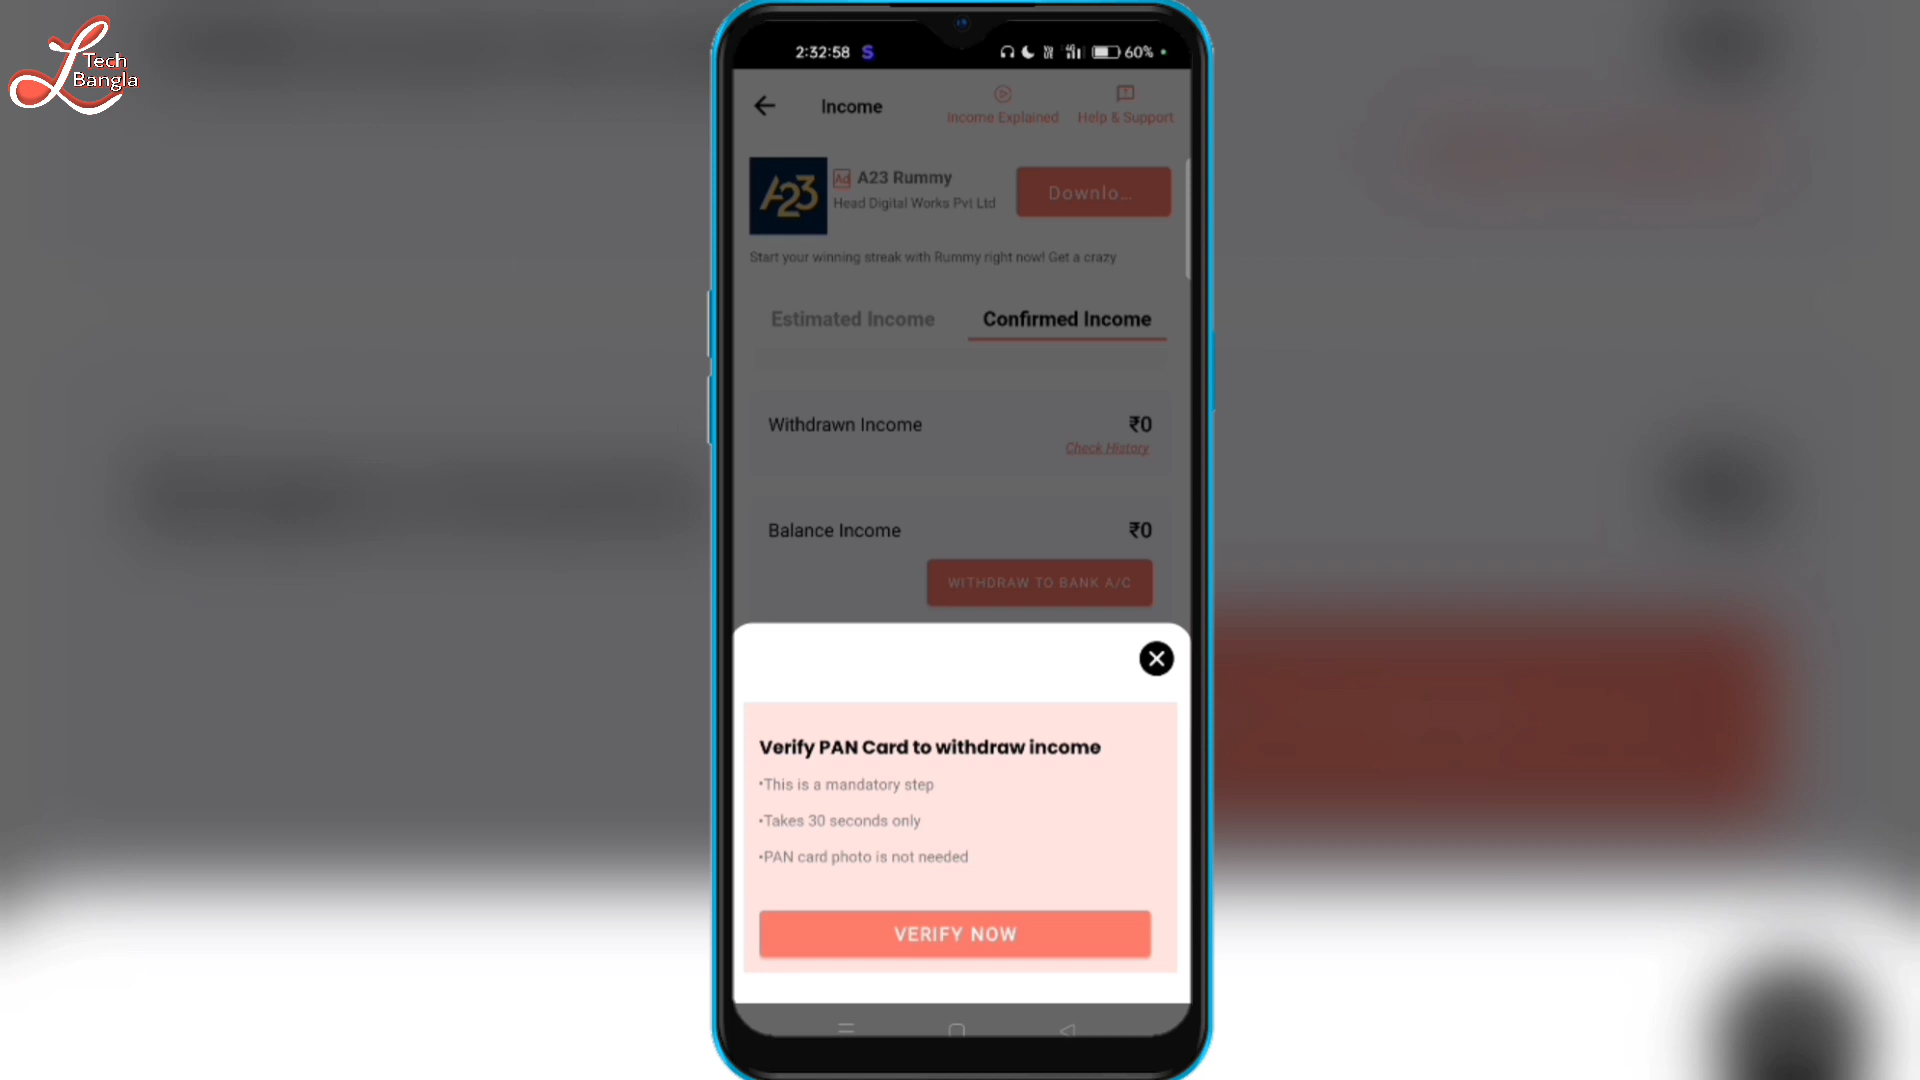 Tech
Bangla
2:32:58
60%
Income
Income Explained
Help & Support
A23
Ad
A23 Rummy
Head Digital Works Pvt Ltd
Downlo...
Start your winning streak with Rummy right now! Get a crazy
Estimated Income
Confirmed Income
Withdrawn Income
₹0
Check History
Balance Income
₹0
WITHDRAW TO BANK A/C
Verify PAN Card to withdraw income
•This is a mandatory step
•Takes 30 seconds only
•PAN card photo is not needed
VERIFY NOW